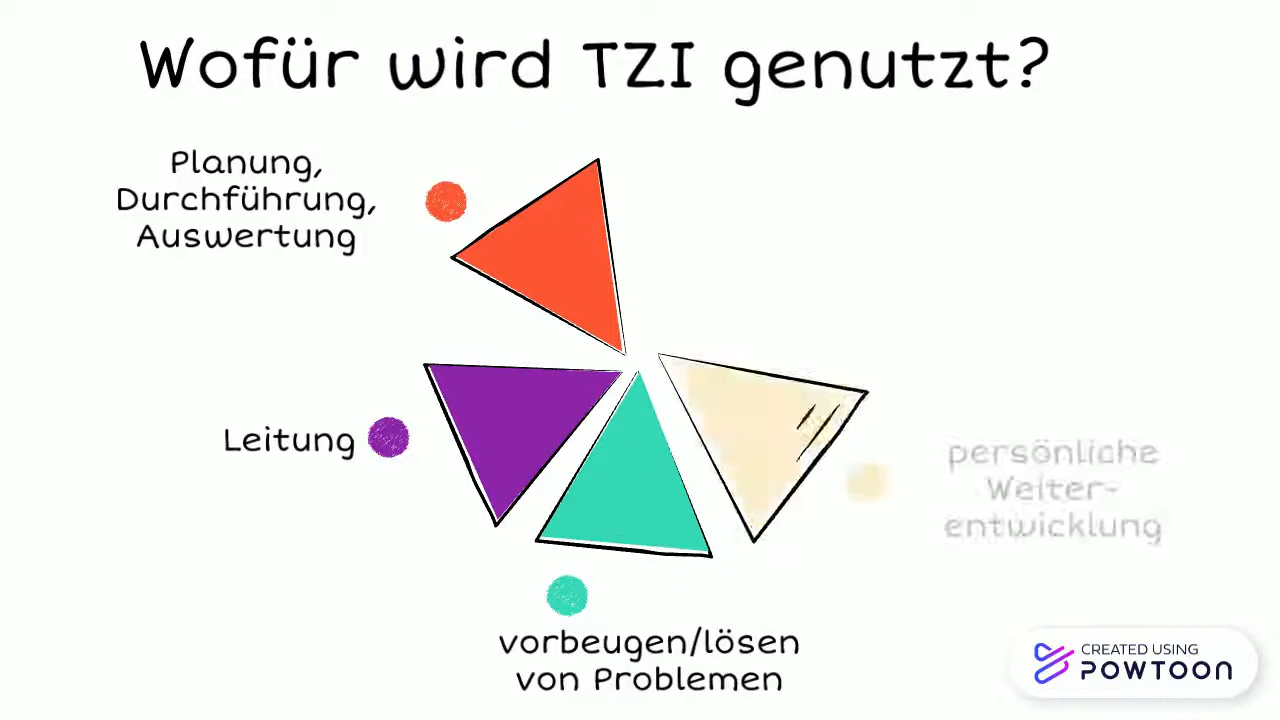 Wofür wird TZI genutzt?
Planung,
Durchführung,
Auswertung
Leitung
persönliche
Weiter-
entwicklung
vorbeugen/lösen
von Problemen
CREATED USING
POWTOON